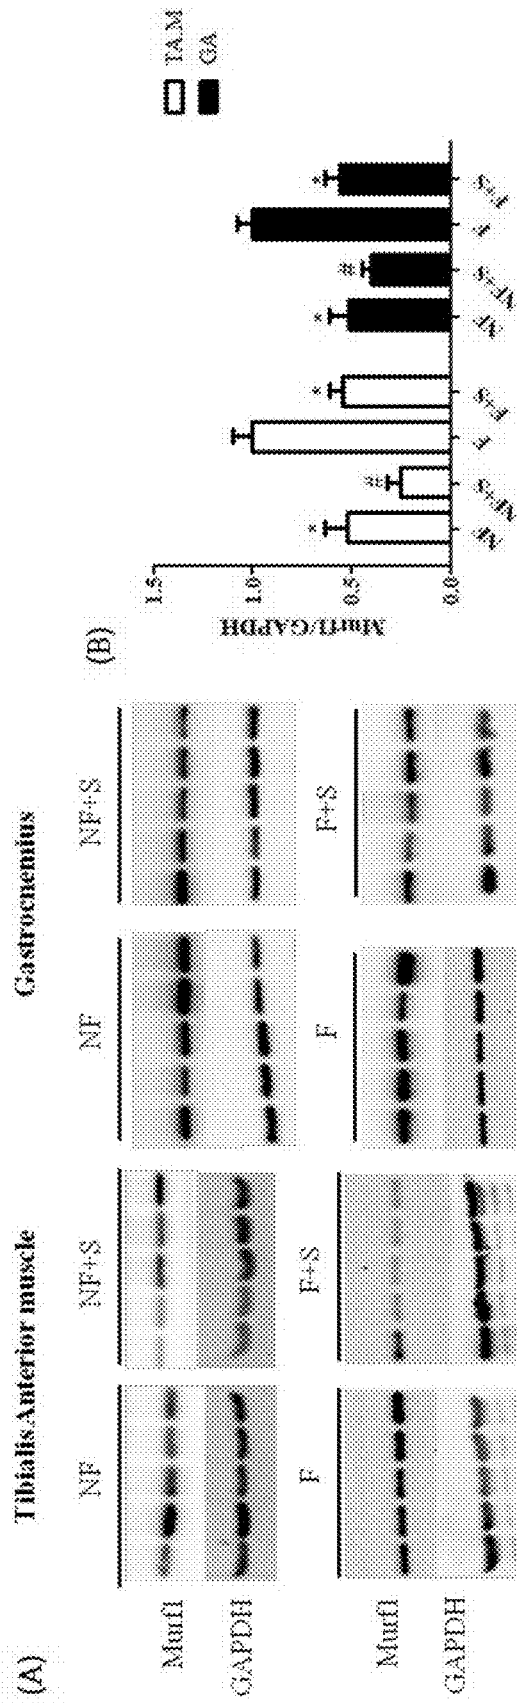 (A)
Tibialis Anterior muscle
Gastrocnemius
NF
NF+S
NF
NF+S
Murf1
GAPDH
F
F+S
F
F+S
Murf1
GAPDH
(B)
TA.M
GA
Murf1/GAPDH
1.5
1.0
0.5
0.0
*
#
*
*
#
*
NF
NF+S
F
F+S
NF
NF+S
F
F+S